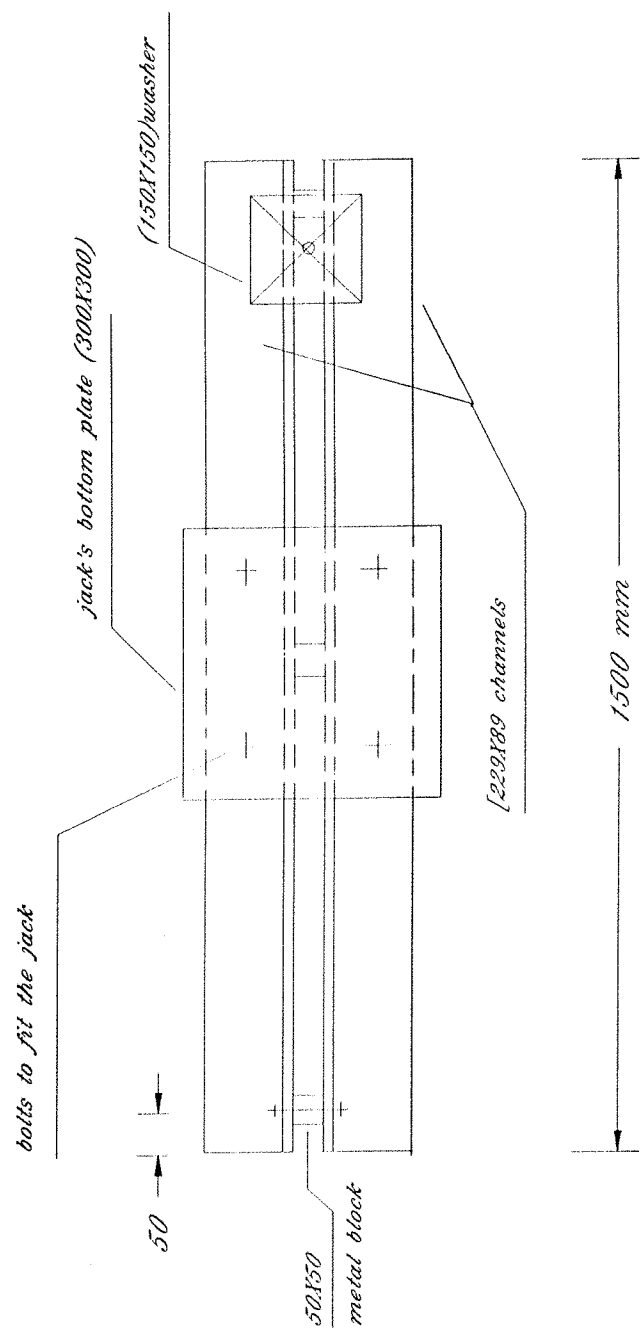 bolts to fit the jack
jack's bottom plate (300X300)
(150X150)washer
50
50X50
metal block
[229X89 channels
1500 mm